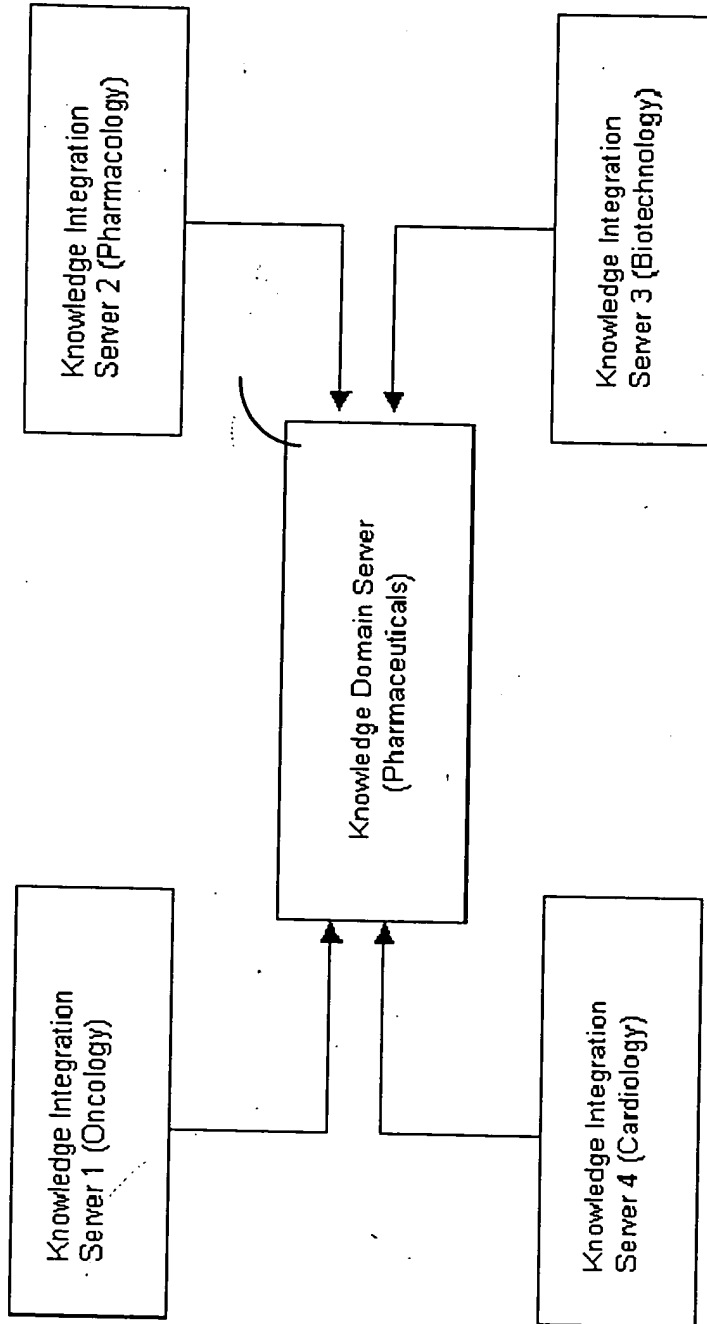 Knowledge Integration
Server 1 (Oncology)
Knowledge Integration
Server 2 (Pharmacology)
Knowledge Domain Server
(Pharmaceuticals)
Knowledge Integration
Server 4 (Cardiology)
Knowledge Integration
Server 3 (Biotechnology)